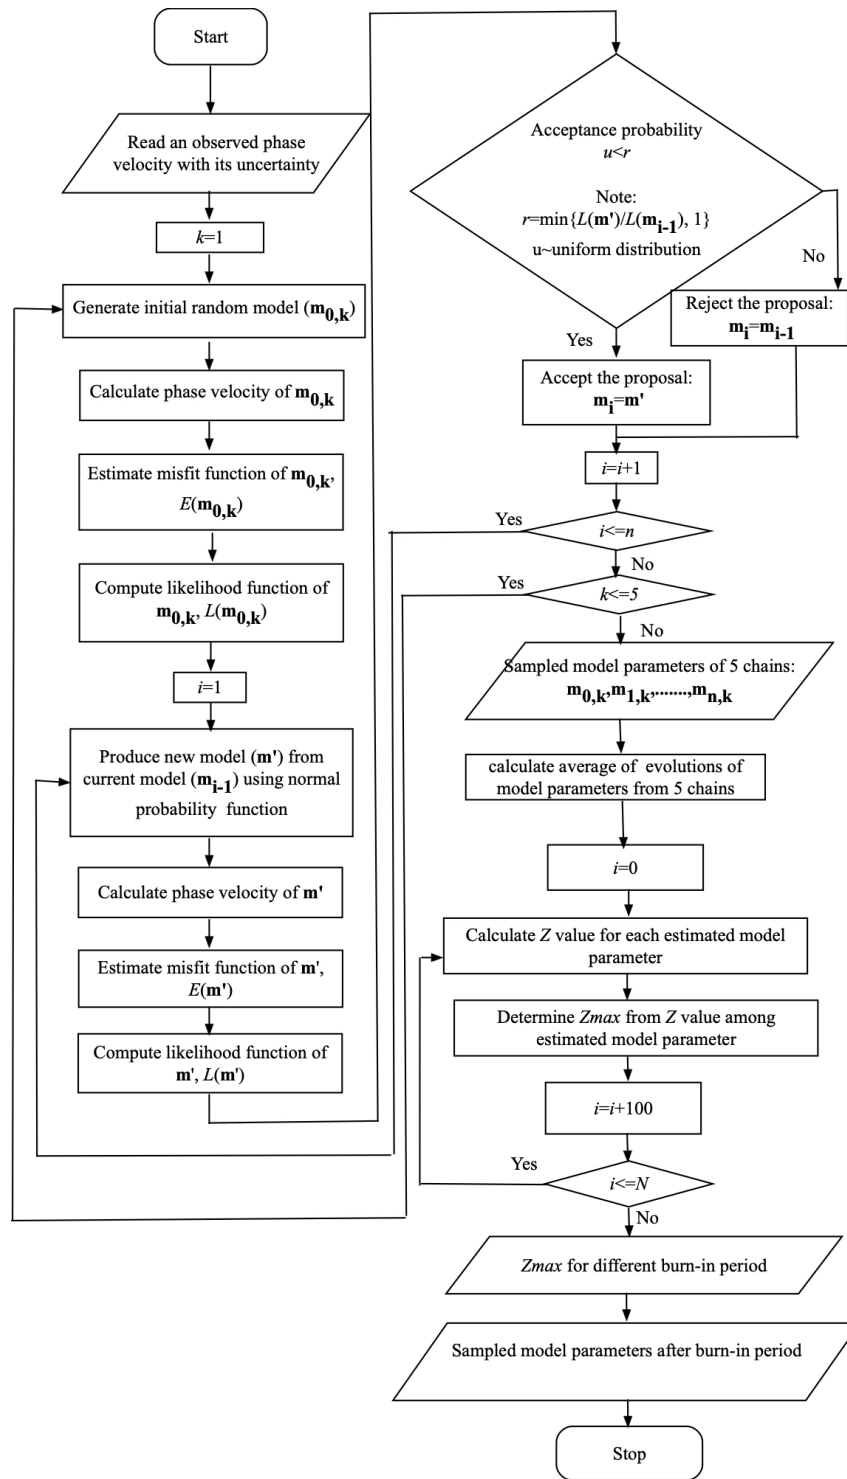 Start
Read an observed phase
velocity with its uncertainty
k=1
Generate initial random model (m0,k)
Calculate phase velocity of m0,k
Estimate misfit function of m0,k,
E(m0,k)
Compute likelihood function of
m0,k, L(m0,k)
i=1
Produce new model (m') from
current model (mi-1) using normal
probability function
Calculate phase velocity of m'
Estimate misfit function of m',
E(m')
Compute likelihood function of
m', L(m')
Acceptance probability
u<r
Note:
r=min{L(m')/L(mi-1), 1}
u~uniform distribution
No
Reject the proposal:
mi=mi-1
Yes
Accept the proposal:
mi=m'
i=i+1
Yes
i<=n
No
Yes
k<=5
No
Sampled model parameters of 5 chains:
m0,k,m1,k,.......,mn,k
calculate average of evolutions of
model parameters from 5 chains
i=0
Calculate Z value for each estimated model
parameter
Determine Zmax from Z value among
estimated model parameter
i=i+100
Yes
i<=N
No
Zmax for different burn-in period
Sampled model parameters after burn-in period
Stop